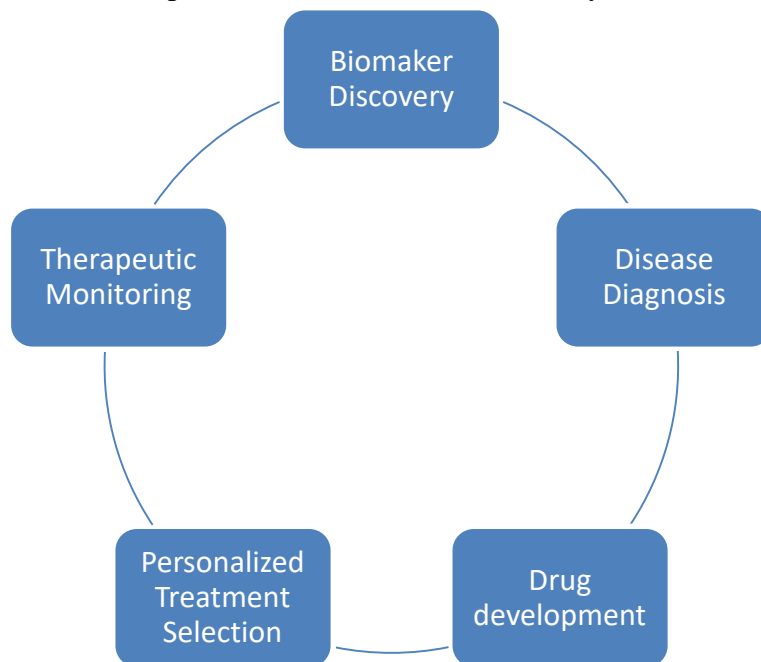 Biomaker
Discovery
Disease
Diagnosis
Drug
development
Personalized
Treatment
Selection
Therapeutic
Monitoring